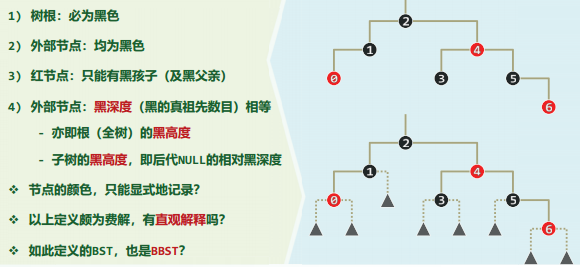 1) 树根：必为黑色
2) 外部节点：均为黑色
3) 红节点：只能有黑孩子（及黑父亲）
4) 外部节点：黑深度（黑的真祖先数目）相等
- 亦即根（全树）的黑高度
- 子树的黑高度，即后代NULL的相对黑深度
❖ 节点的颜色，只能显式地记录？
❖ 以上定义颇为费解，有直观解释吗？
❖ 如此定义的BST，也是BBST？
2
1
4
0
3
5
6
2
1
4
0
3
5
6